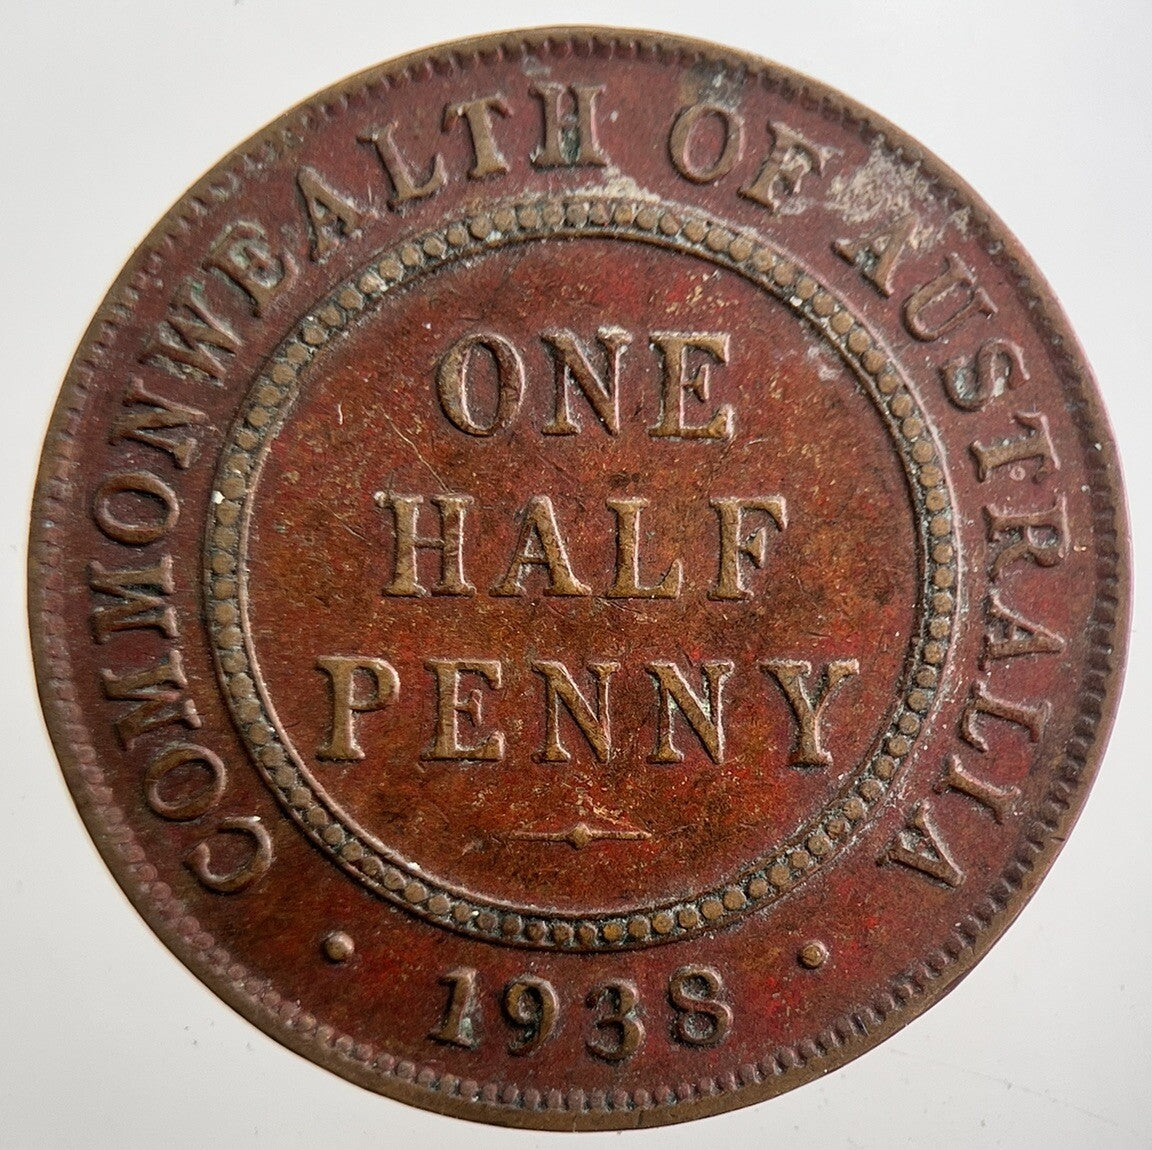 COMMONWEALTH OF AUSTRALIA
ONE
HALF
PENNY
· 1938 ·